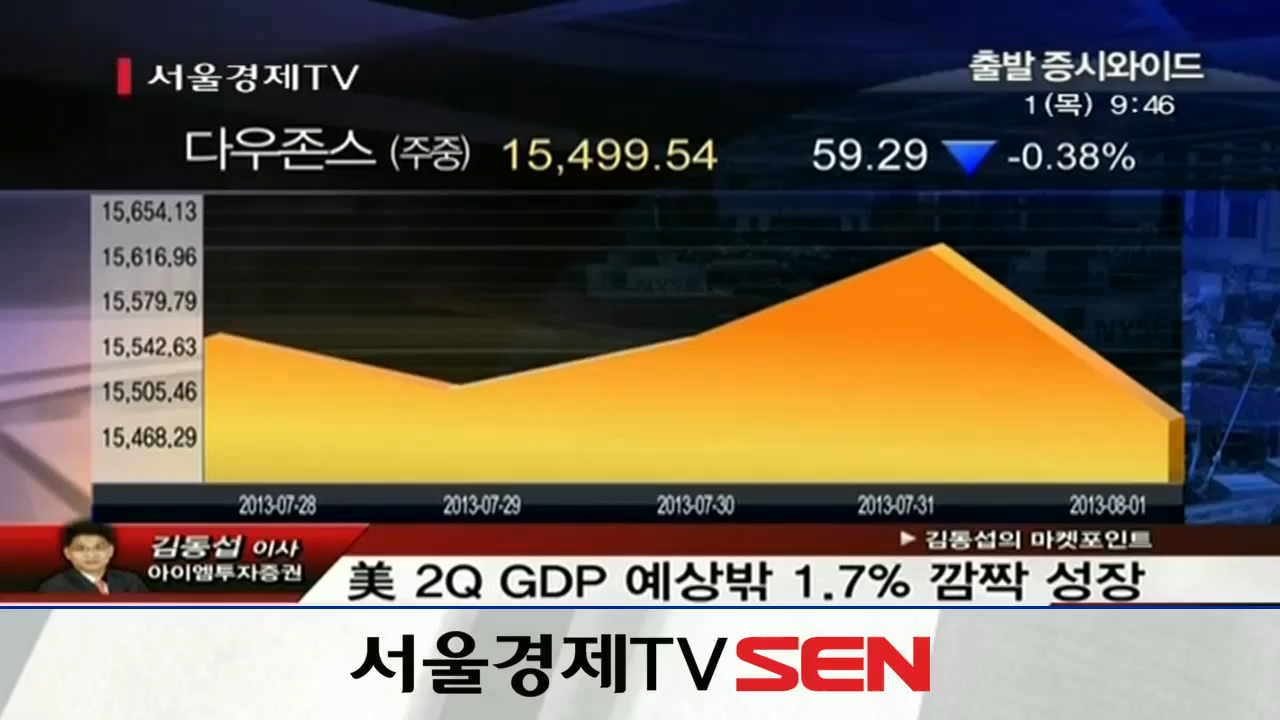 서울경제TV
출발 증시와이드
1(목) 9:46
다우존스 (주중) 15,499.54 59.29 ▼ -0.38%
15,654.13
15,616.96
15,579.79
15,542.63
15,505.46
15,468.29
2013-07-28 2013-07-29 2013-07-30 2013-07-31 2013-08-01
김동섭 이사
아이엠투자증권
▶ 김동섭의 마켓포인트
美 2Q GDP 예상밖 1.7% 깜짝 성장
서울경제TV SEN